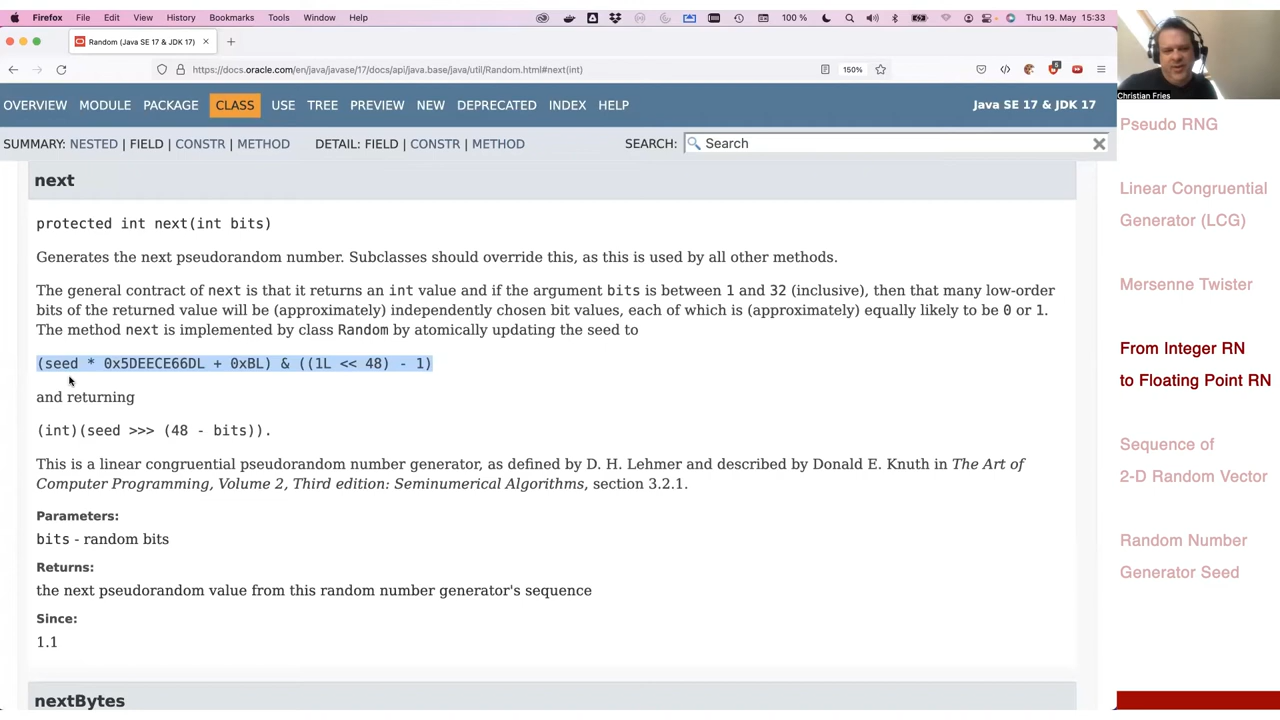 Firefox File Edit View History Bookmarks Tools Window Help 100 % Thu 19. May 15:33
Random (Java SE 17 & JDK 17)
https://docs.oracle.com/en/java/javase/17/docs/api/java.base/java/util/Random.html#next(int) 150%
Christian Fries
OVERVIEW MODULE PACKAGE CLASS USE TREE PREVIEW NEW DEPRECATED INDEX HELP Java SE 17 & JDK 17
SUMMARY: NESTED | FIELD | CONSTR | METHOD DETAIL: FIELD | CONSTR | METHOD SEARCH: Search
next
protected int next(int bits)
Generates the next pseudorandom number. Subclasses should override this, as this is used by all other methods.
The general contract of next is that it returns an int value and if the argument bits is between 1 and 32 (inclusive), then that many low-order
bits of the returned value will be (approximately) independently chosen bit values, each of which is (approximately) equally likely to be 0 or 1.
The method next is implemented by class Random by atomically updating the seed to
(seed * 0x5DEECE66DL + 0xBL) & ((1L << 48) - 1)
and returning
(int)(seed >>> (48 - bits)).
This is a linear congruential pseudorandom number generator, as defined by D. H. Lehmer and described by Donald E. Knuth in The Art of
Computer Programming, Volume 2, Third edition: Seminumerical Algorithms, section 3.2.1.
Parameters:
bits - random bits
Returns:
the next pseudorandom value from this random number generator's sequence
Since:
1.1
nextBytes
Pseudo RNG
Linear Congruential
Generator (LCG)
Mersenne Twister
From Integer RN
to Floating Point RN
Sequence of
2-D Random Vector
Random Number
Generator Seed